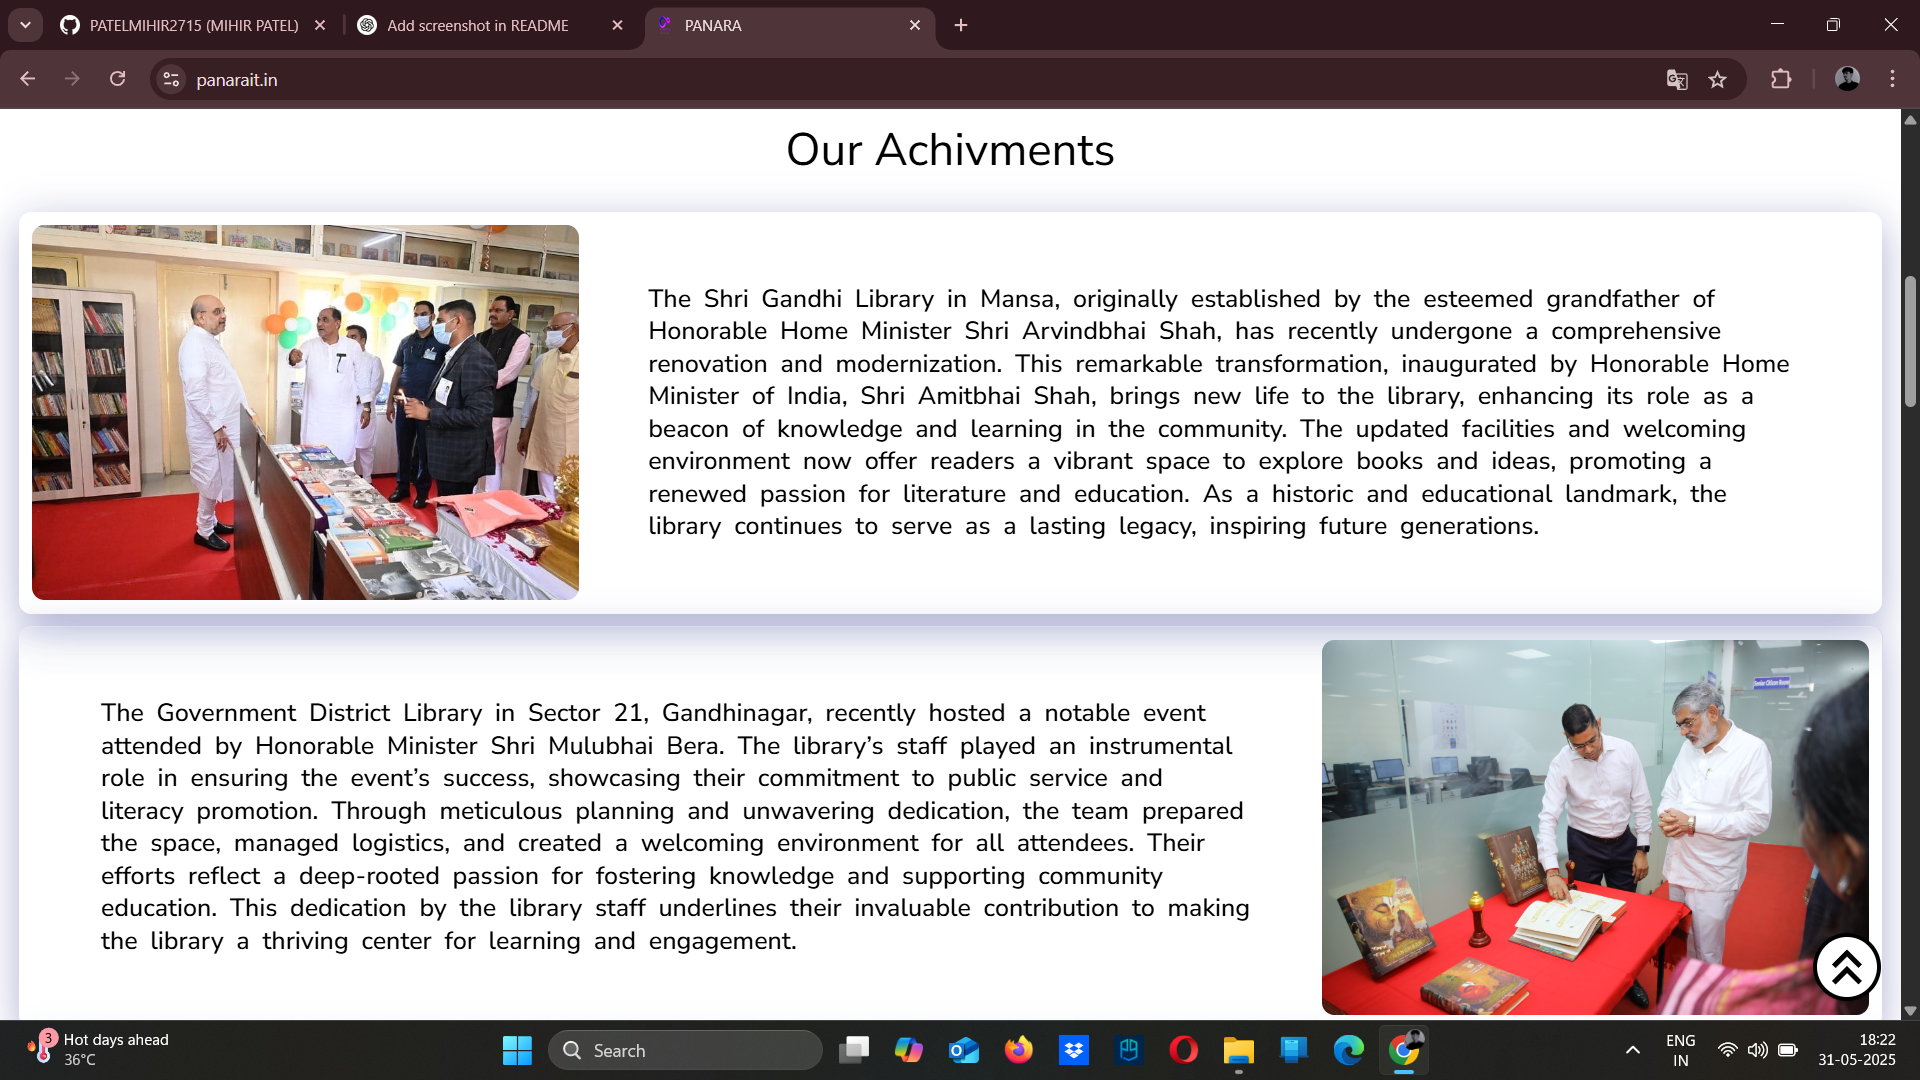 PATELMIHIR2715 (MIHIR PATEL)
Add screenshot in README
PANARA
panarait.in
Our Achivments
The Shri Gandhi Library in Mansa, originally established by the esteemed grandfather of
Honorable Home Minister Shri Arvindbhai Shah, has recently undergone a comprehensive
renovation and modernization. This remarkable transformation, inaugurated by Honorable Home
Minister of India, Shri Amitbhai Shah, brings new life to the library, enhancing its role as a
beacon of knowledge and learning in the community. The updated facilities and welcoming
environment now offer readers a vibrant space to explore books and ideas, promoting a
renewed passion for literature and education. As a historic and educational landmark, the
library continues to serve as a lasting legacy, inspiring future generations.
The Government District Library in Sector 21, Gandhinagar, recently hosted a notable event
attended by Honorable Minister Shri Mulubhai Bera. The library’s staff played an instrumental
role in ensuring the event’s success, showcasing their commitment to public service and
literacy promotion. Through meticulous planning and unwavering dedication, the team prepared
the space, managed logistics, and created a welcoming environment for all attendees. Their
efforts reflect a deep-rooted passion for fostering knowledge and supporting community
education. This dedication by the library staff underlines their invaluable contribution to making
the library a thriving center for learning and engagement.
Senior Citizen Room
3
Hot days ahead
36°C
Search
ENG
IN
18:22
31-05-2025